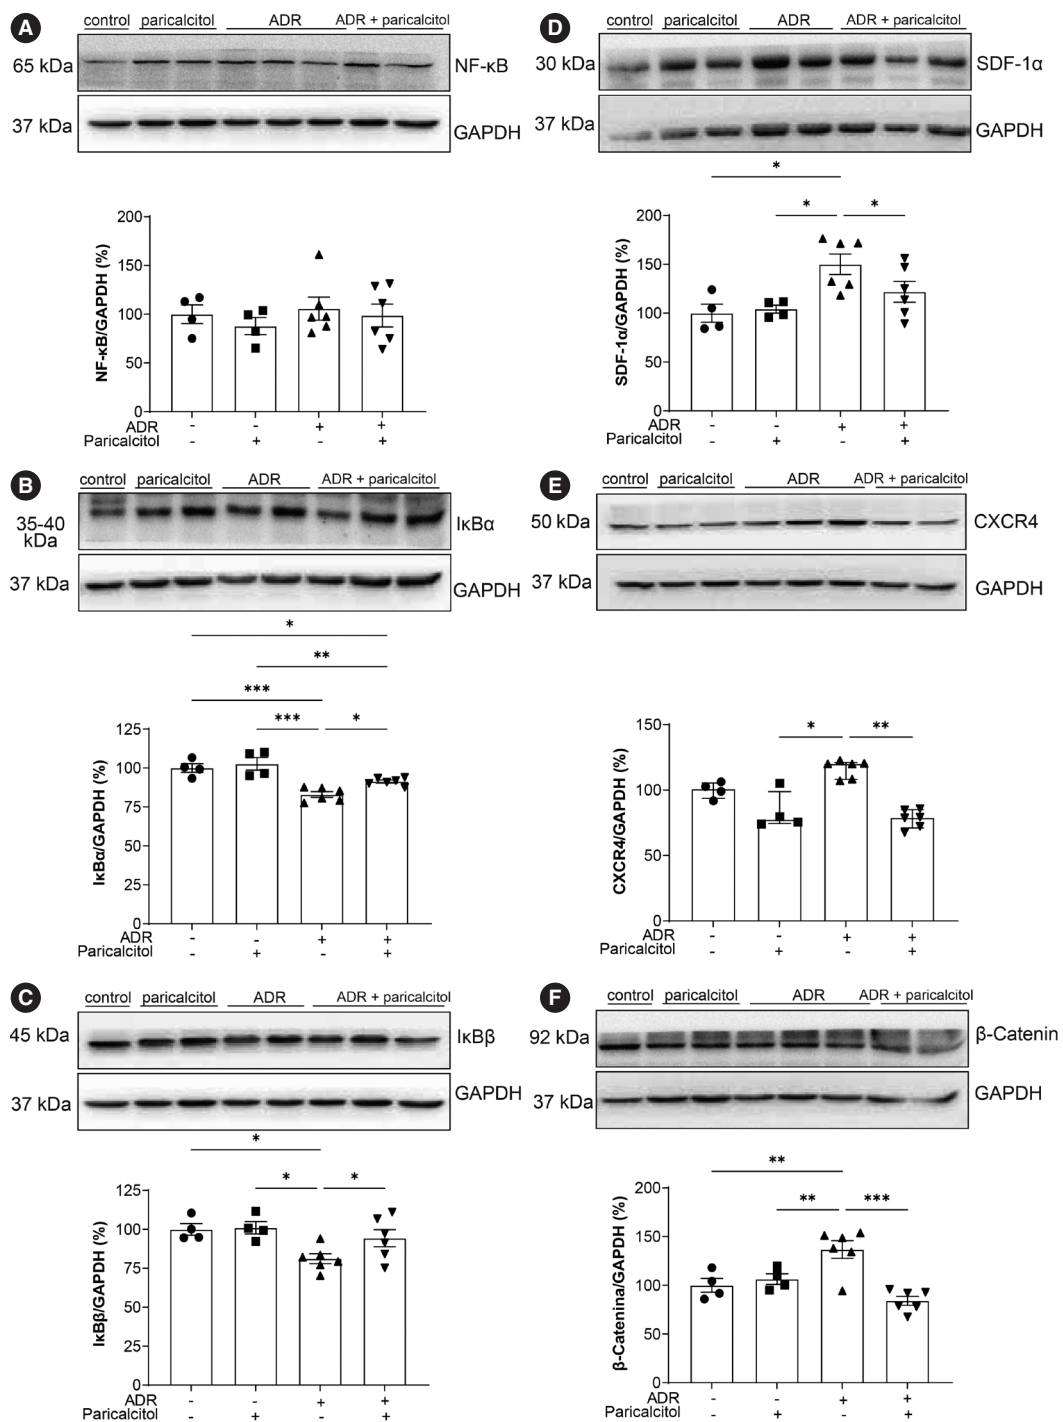 A
control paricalcitol ADR ADR + paricalcitol
65 kDa NF-κB
37 kDa GAPDH
NF-κB/GAPDH (%)
200
150
100
50
0
ADR - - + +
Paricalcitol - + - +
B
control paricalcitol ADR ADR + paricalcitol
35-40
kDa
IκBα
37 kDa GAPDH
*
**
***
*** *
IκBα/GAPDH (%)
125
100
75
50
25
0
ADR - - + +
Paricalcitol - + - +
C
control paricalcitol ADR ADR + paricalcitol
45 kDa IκBβ
37 kDa GAPDH
*
* *
IκBβ/GAPDH (%)
125
100
75
50
25
0
ADR - - + +
Paricalcitol - + - +
D
control paricalcitol ADR ADR + paricalcitol
30 kDa SDF-1α
37 kDa GAPDH
*
* *
SDF-1α/GAPDH (%)
200
150
100
50
0
ADR - - + +
Paricalcitol - + - +
E
control paricalcitol ADR ADR + paricalcitol
50 kDa CXCR4
37 kDa GAPDH
* **
CXCR4/GAPDH (%)
150
100
50
0
ADR - - + +
Paricalcitol - + - +
F
control paricalcitol ADR ADR + paricalcitol
92 kDa β-Catenin
37 kDa GAPDH
**
** ***
β-Catenina/GAPDH (%)
200
150
100
50
0
ADR - - + +
Paricalcitol - + - +